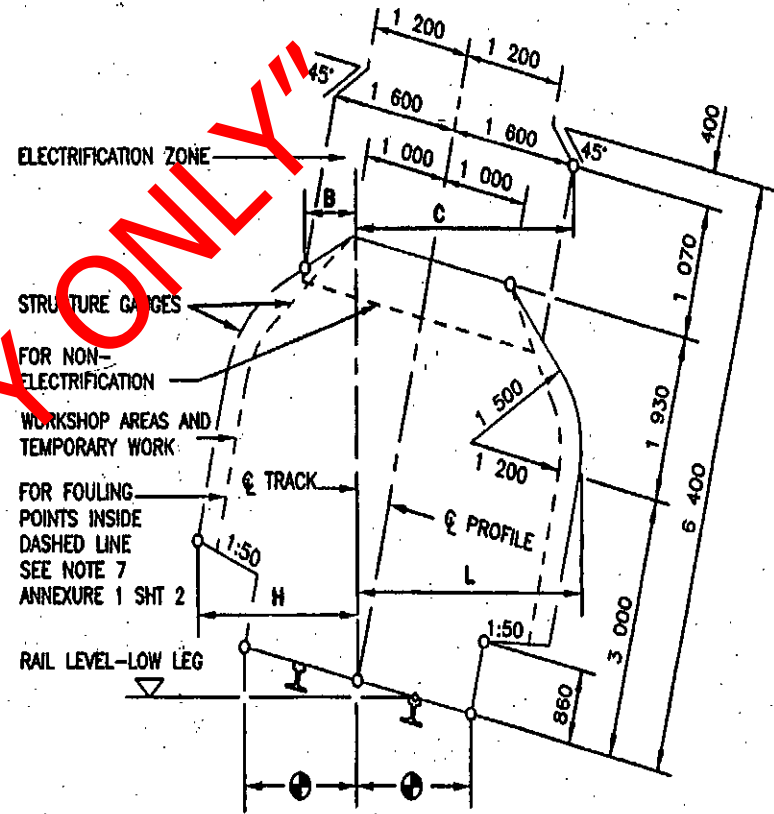 1 200
1 200
45°
1 600
1 600
45°
400
ELECTRIFICATION ZONE
1 000
1 000
B
C
1 070
STRUCTURE GAUGES
FOR NON-
ELECTRIFICATION
1 500
1 930
WORKSHOP AREAS AND
TEMPORARY WORK
1 200
6 400
℄ TRACK
FOR FOULING
POINTS INSIDE
DASHED LINE
SEE NOTE 7
ANNEXURE 1 SHT 2
℄ PROFILE
1:50
H
L
1:50
3 000
RAIL LEVEL-LOW LEG
860
Y ONLY"